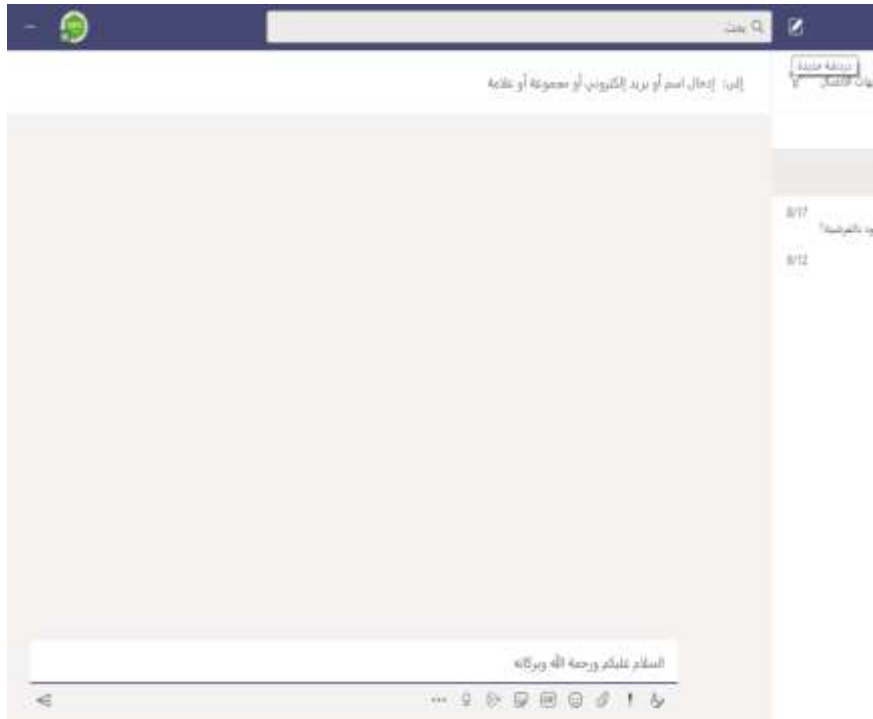 بحث
دردشة جديدة
إلى: إدخال اسم أو بريد إلكتروني أو مجموعة أو علامة
8/17
8/12
السلام عليكم ورحمة الله وبركاته
GIF